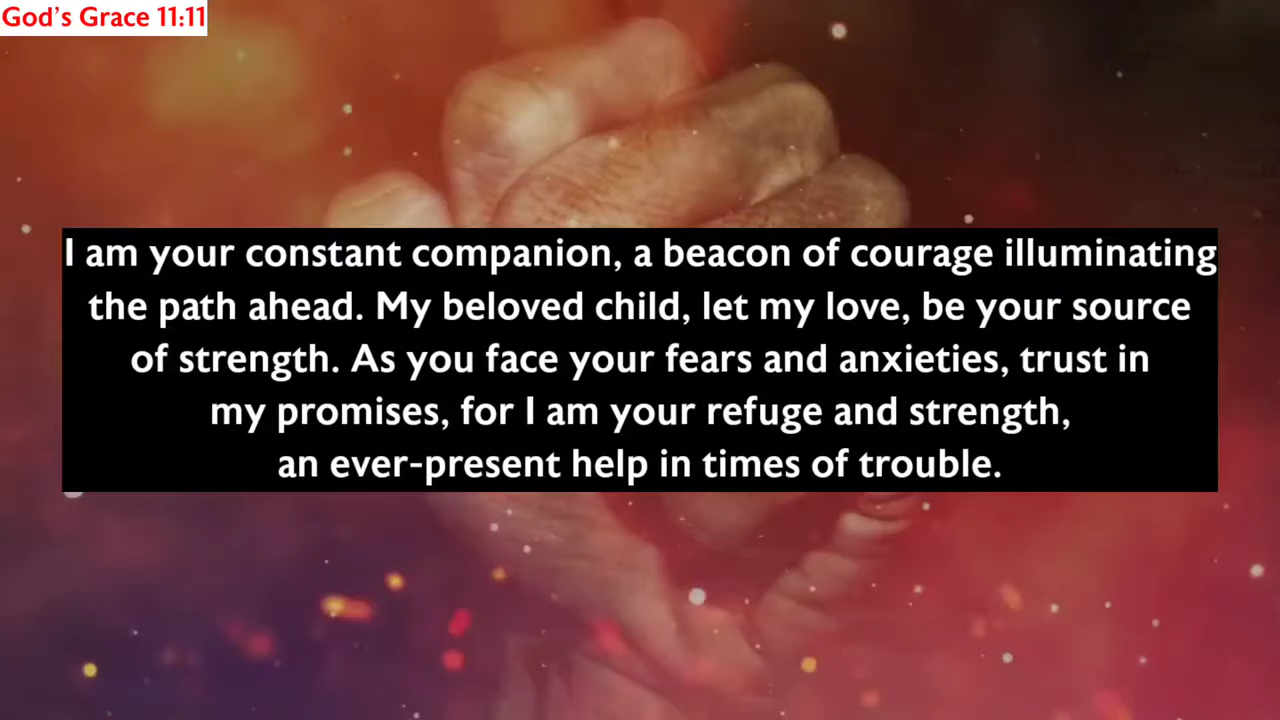 God's Grace 11:11
I am your constant companion, a beacon of courage illuminating
the path ahead. My beloved child, let my love, be your source
of strength. As you face your fears and anxieties, trust in
my promises, for I am your refuge and strength,
an ever-present help in times of trouble.